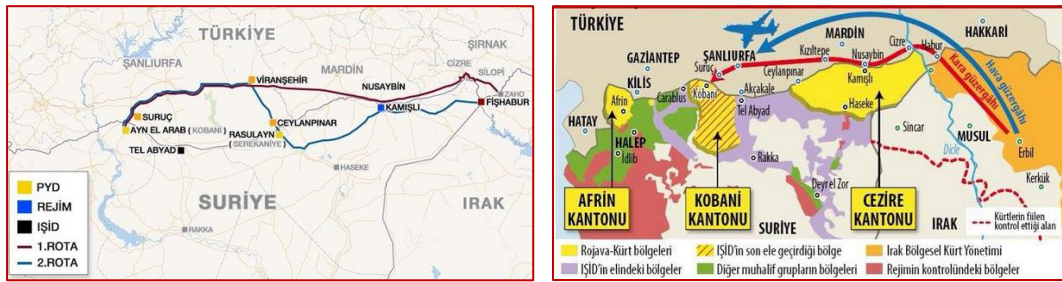 TÜRKİYE
ŞIRNAK
CİZRE
SİLOPİ
ŞANLIURFA
MARDİN
VİRANŞEHİR
NUSAYBİN
ZAHO
SURUÇ
KAMIŞLI
FİŞHABUR
AYN EL ARAB (KOBANİ)
CEYLANPINAR
RASULAYN
(SEREKANIYE)
TEL ABYAD
HASEKE
PYD
REJİM
IŞİD
1.ROTA
2.ROTA
SURİYE
RAKKA
IRAK
TÜRKİYE
HAKKARİ
MARDİN
Cizre
Habur
GAZİANTEP
ŞANLIURFA
Kızıltepe
Nusaybin
Suruç
Ceylanpınar
Kamışlı
KİLİS
Kobani
Akçakale
Kara güzergâhı
Hava güzergâhı
Afrin
Carablus
Tel Abyad
Haseke
HATAY
HALEP
İdlib
Sincar
MUSUL
Dicle
Erbil
Rakka
Kerkük
Deyr el Zor
AFRİN
KANTONU
KOBANİ
KANTONU
CEZİRE
KANTONU
SURİYE
IRAK
Kürtlerin fiilen
kontrol ettiği alan
Rojava-Kürt bölgeleri
IŞİD'in son ele geçirdiği bölge
Irak Bölgesel Kürt Yönetimi
IŞİD'in elindeki bölgeler
Diğer muhalif grupların bölgeleri
Rejimin kontrolündeki bölgeler